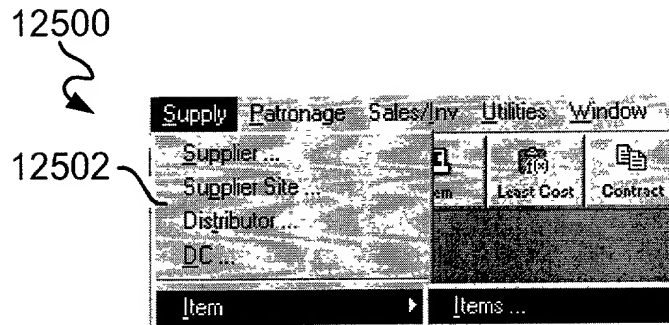 12500
Supply Patronage Sales/Inv Utilities Window
12502
Supplier ...
Supplier Site ...
Distributor ...
DC ...
Least Cost
Contract
Item
Items ...